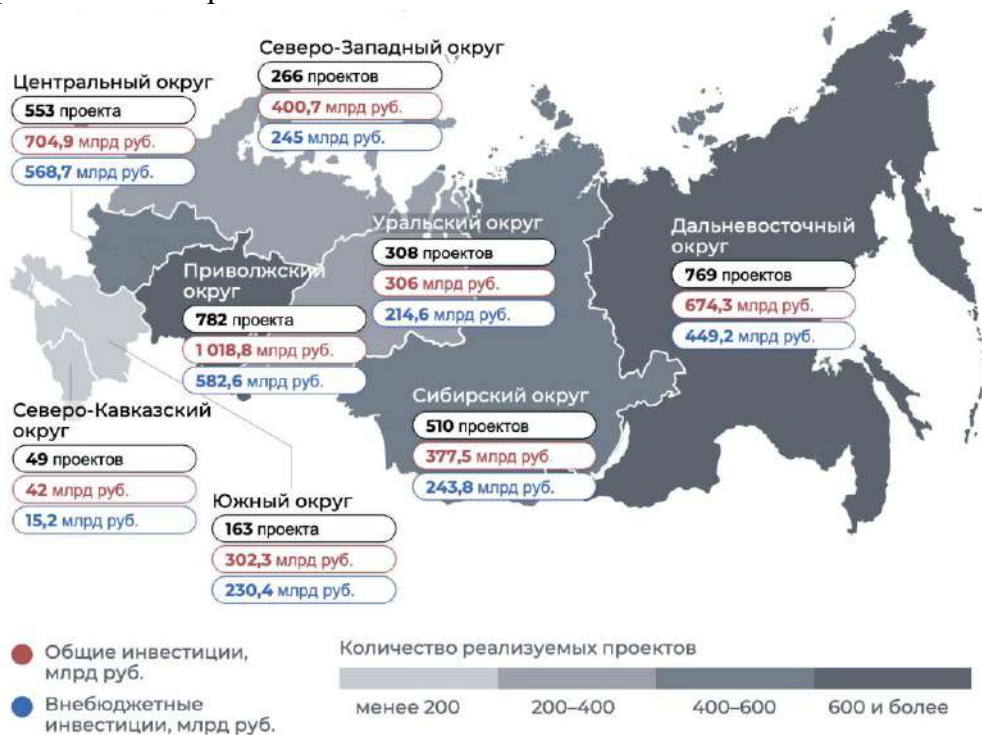 Северо-Западный округ
266 проектов
400,7 млрд руб.
245 млрд руб.
Центральный округ
553 проекта
704,9 млрд руб.
568,7 млрд руб.
Уральский округ
308 проектов
306 млрд руб.
214,6 млрд руб.
Дальневосточный
округ
769 проектов
674,3 млрд руб.
449,2 млрд руб.
Приволжский
округ
782 проекта
1 018,8 млрд руб.
582,6 млрд руб.
Сибирский округ
510 проектов
377,5 млрд руб.
243,8 млрд руб.
Северо-Кавказский
округ
49 проектов
42 млрд руб.
15,2 млрд руб.
Южный округ
163 проекта
302,3 млрд руб.
230,4 млрд руб.
Общие инвестиции,
млрд руб.
Внебюджетные
инвестиции, млрд руб.
Количество реализуемых проектов
менее 200
200–400
400–600
600 и более